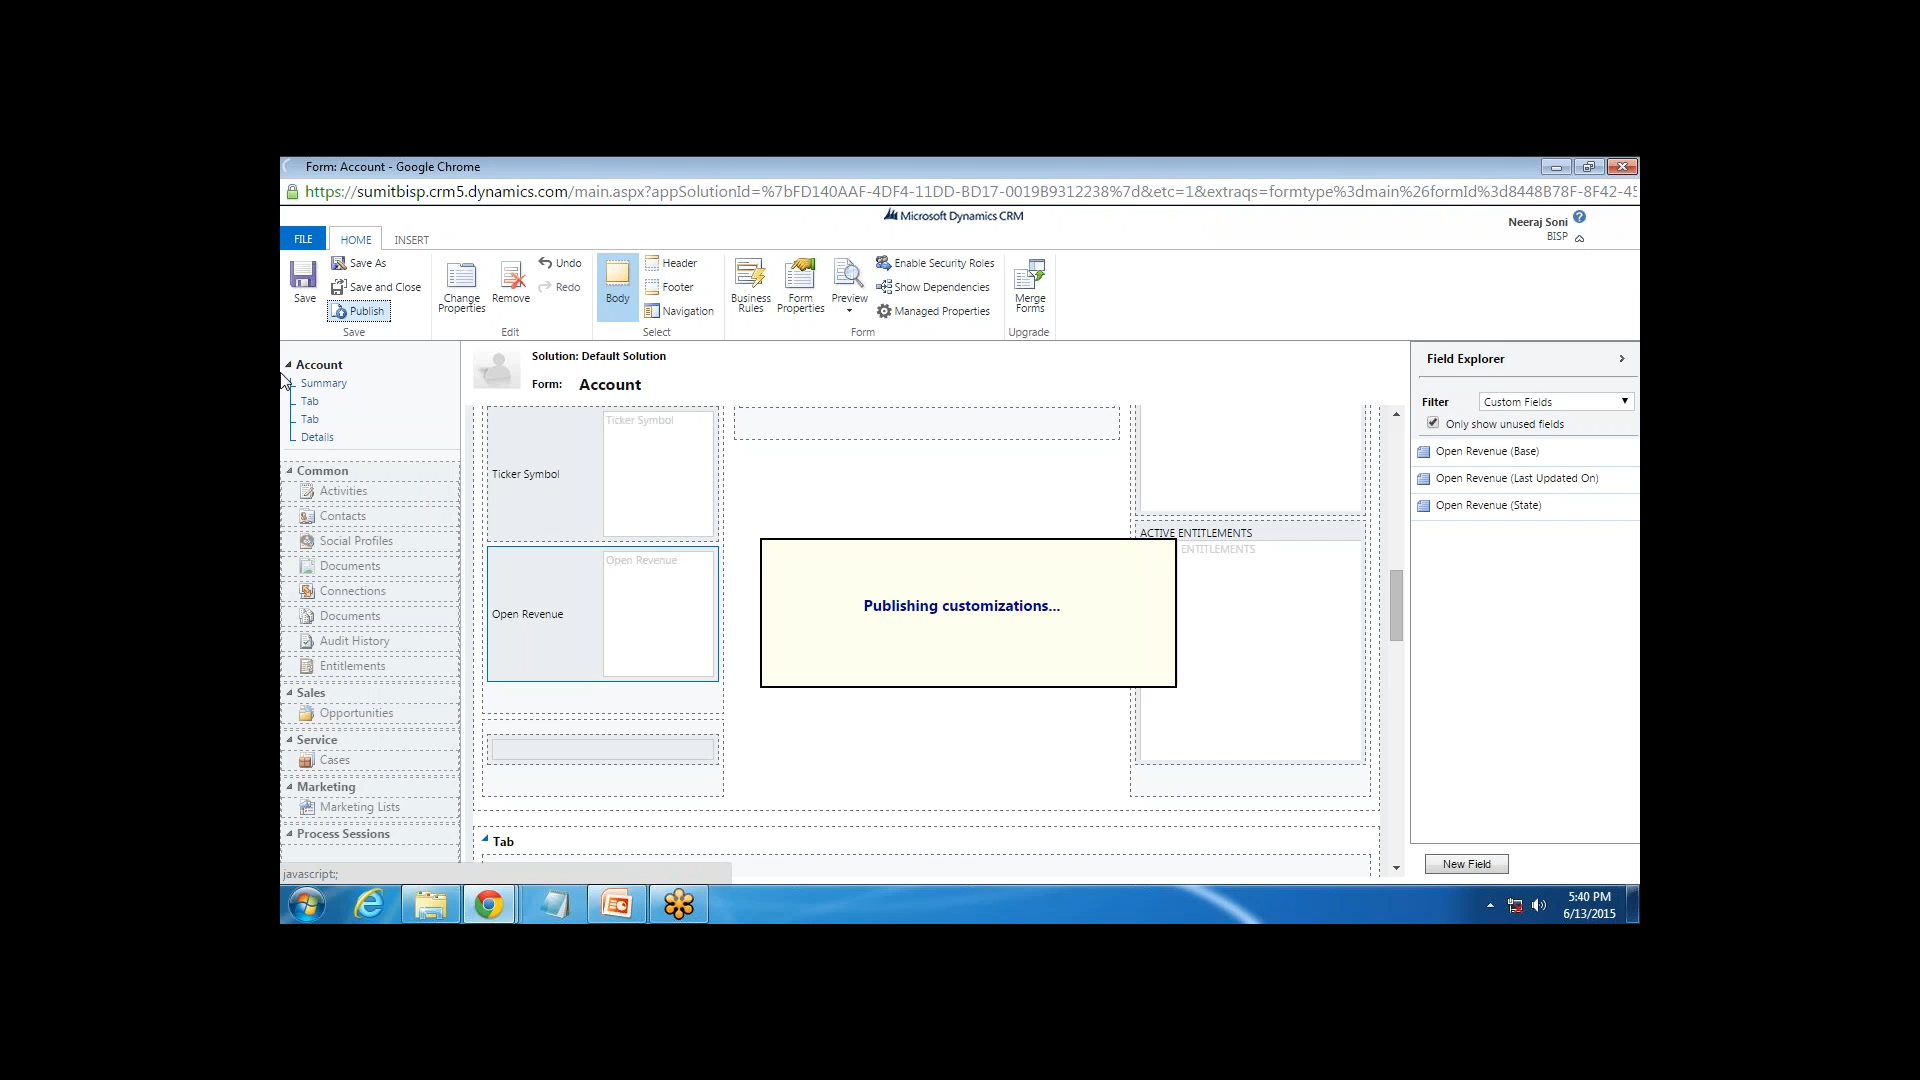 Form: Account - Google Chrome
https://sumitbisp.crm5.dynamics.com/main.aspx?appSolutionId=%7bFD140AAF-4DF4-11DD-BD17-0019B9312238%7d&etc=1&extraqs=formtype%3dmain%26formId%3d8448B78F-8F42-45
Microsoft Dynamics CRM
Neeraj Soni
BISP
FILE HOME INSERT
Save
Save As
Save and Close
Publish
Save
Change Properties
Remove
Undo
Redo
Edit
Body
Header
Footer
Navigation
Select
Business Rules
Form Properties
Preview
Enable Security Roles
Show Dependencies
Managed Properties
Form
Merge Forms
Upgrade
Account
Summary
Tab
Tab
Details
Common
Activities
Contacts
Social Profiles
Documents
Connections
Documents
Audit History
Entitlements
Sales
Opportunities
Service
Cases
Marketing
Marketing Lists
Process Sessions
javascript:;
Solution: Default Solution
Form: Account
Ticker Symbol
Ticker Symbol
Open Revenue
Open Revenue
ACTIVE ENTITLEMENTS
ENTITLEMENTS
Publishing customizations...
Tab
Field Explorer
Filter Custom Fields
Only show unused fields
Open Revenue (Base)
Open Revenue (Last Updated On)
Open Revenue (State)
New Field
5:40 PM
6/13/2015